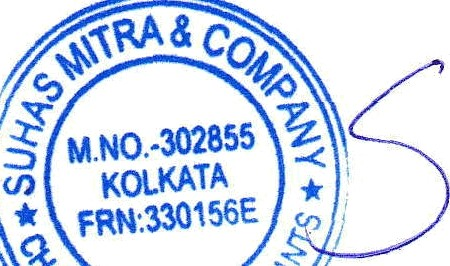 SUHAS MITRA & COMPANY
M.NO.-302855
KOLKATA
FRN:330156E